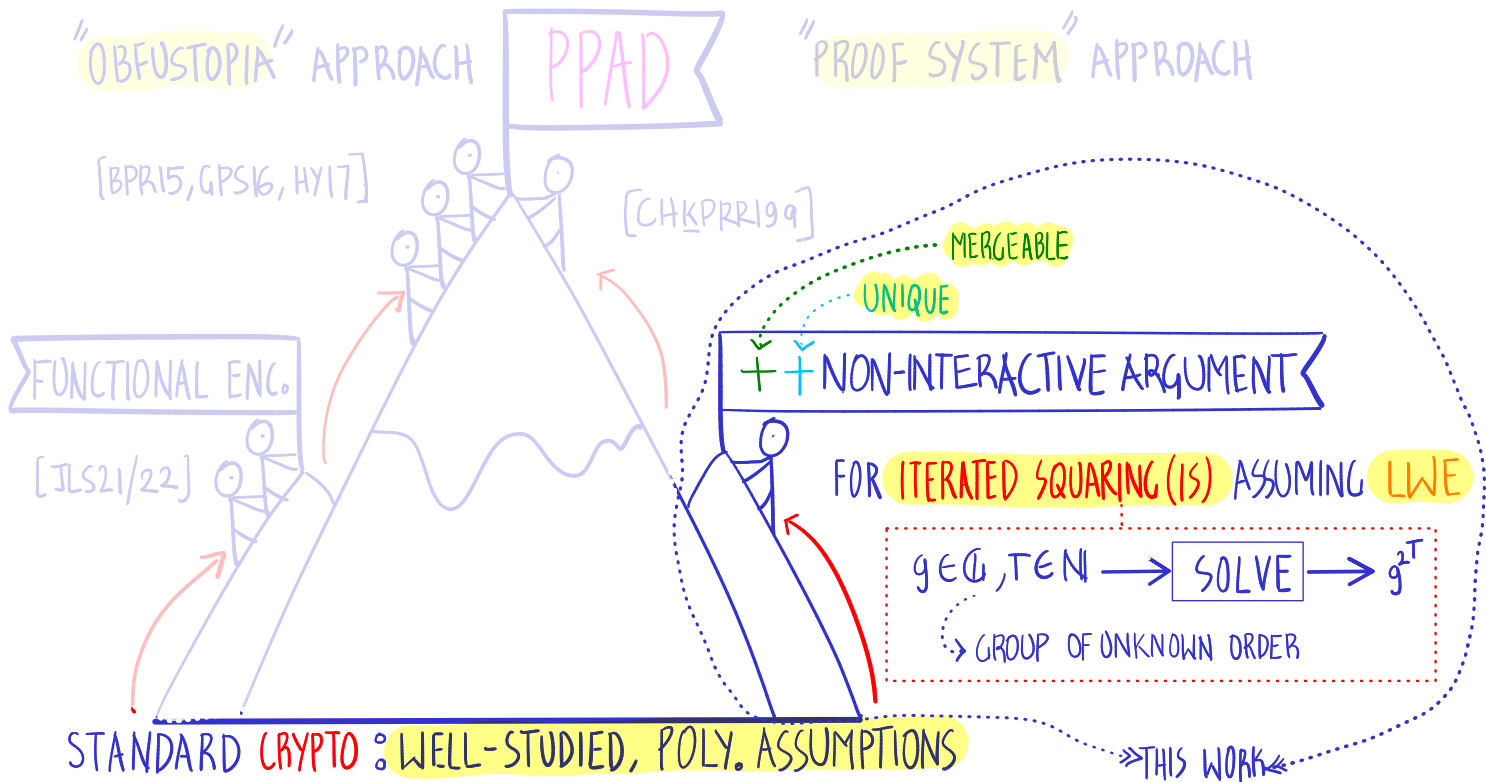 "OBFUSTOPIA" APPROACH
PPAD
"PROOF SYSTEM" APPROACH
[BPR15, GPS16, HY17]
[CHKPRR19a]
MERGEABLE
UNIQUE
FUNCTIONAL ENC.
++ NON-INTERACTIVE ARGUMENT
[JLS21/22]
FOR ITERATED SQUARING (IS) ASSUMING LWE
g∈𝔾, T∈ℕ → SOLVE → g^2^T
GROUP OF UNKNOWN ORDER
STANDARD CRYPTO : WELL-STUDIED, POLY. ASSUMPTIONS
THIS WORK